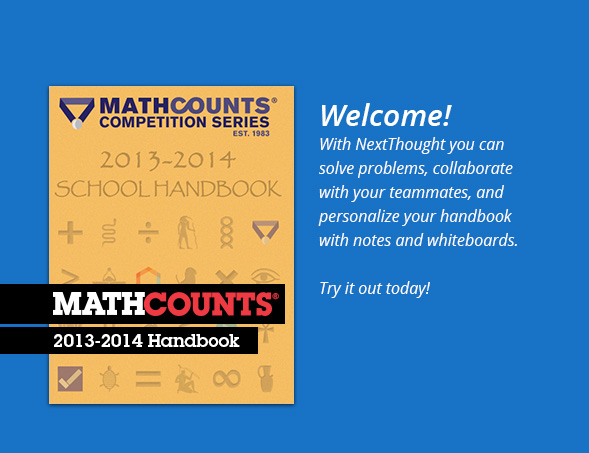 MATHCOUNTS®
COMPETITION SERIES
EST. 1983
2013-2014
SCHOOL HANDBOOK
MATHCOUNTS®
2013-2014 Handbook
Welcome!
With NextThought you can
solve problems, collaborate
with your teammates, and
personalize your handbook
with notes and whiteboards.
Try it out today!